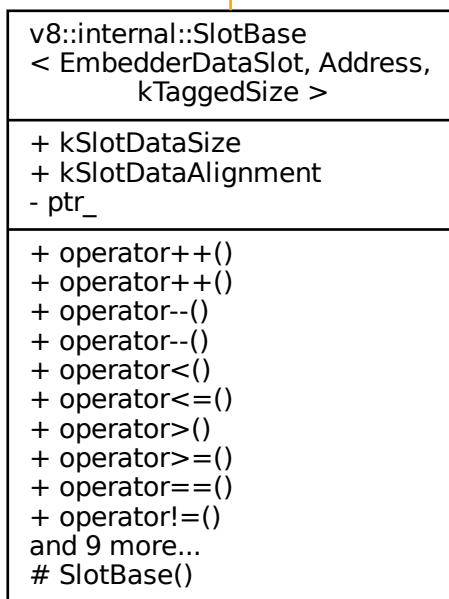 v8::internal::SlotBase
< EmbedderDataSlot, Address,
kTaggedSize >
+ kSlotDataSize
+ kSlotDataAlignment
- ptr_
+ operator++()
+ operator++()
+ operator--()
+ operator--()
+ operator<()
+ operator<=()
+ operator>()
+ operator>=()
+ operator==()
+ operator!=()
and 9 more...
# SlotBase()